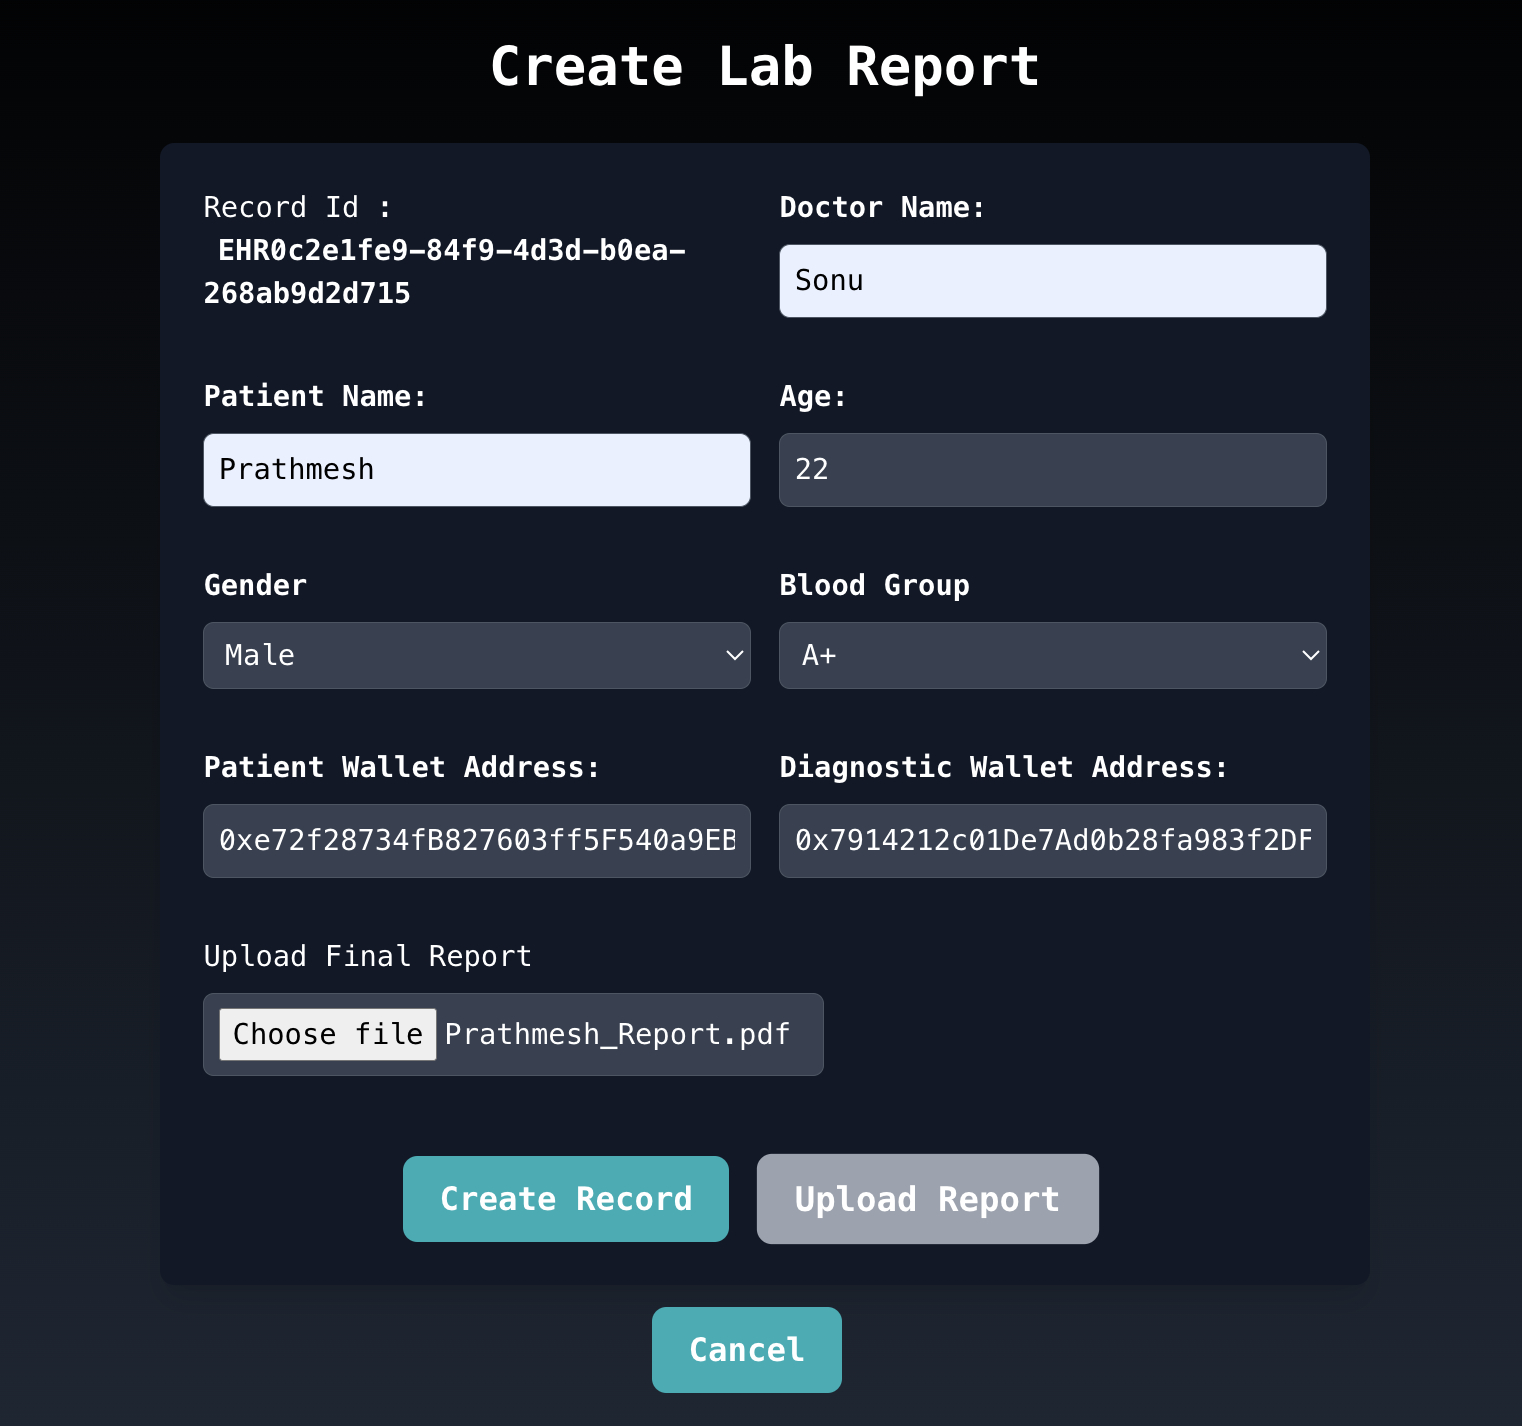 Create Lab Report
Record Id :
EHR0c2e1fe9-84f9-4d3d-b0ea-
268ab9d2d715
Doctor Name:
Sonu
Patient Name:
Prathmesh
Age:
22
Gender
Male
Blood Group
A+
Patient Wallet Address:
0xe72f28734fB827603ff5F540a9EB
Diagnostic Wallet Address:
0x7914212c01De7Ad0b28fa983f2DF
Upload Final Report
Choose file Prathmesh_Report.pdf
Create Record
Upload Report
Cancel